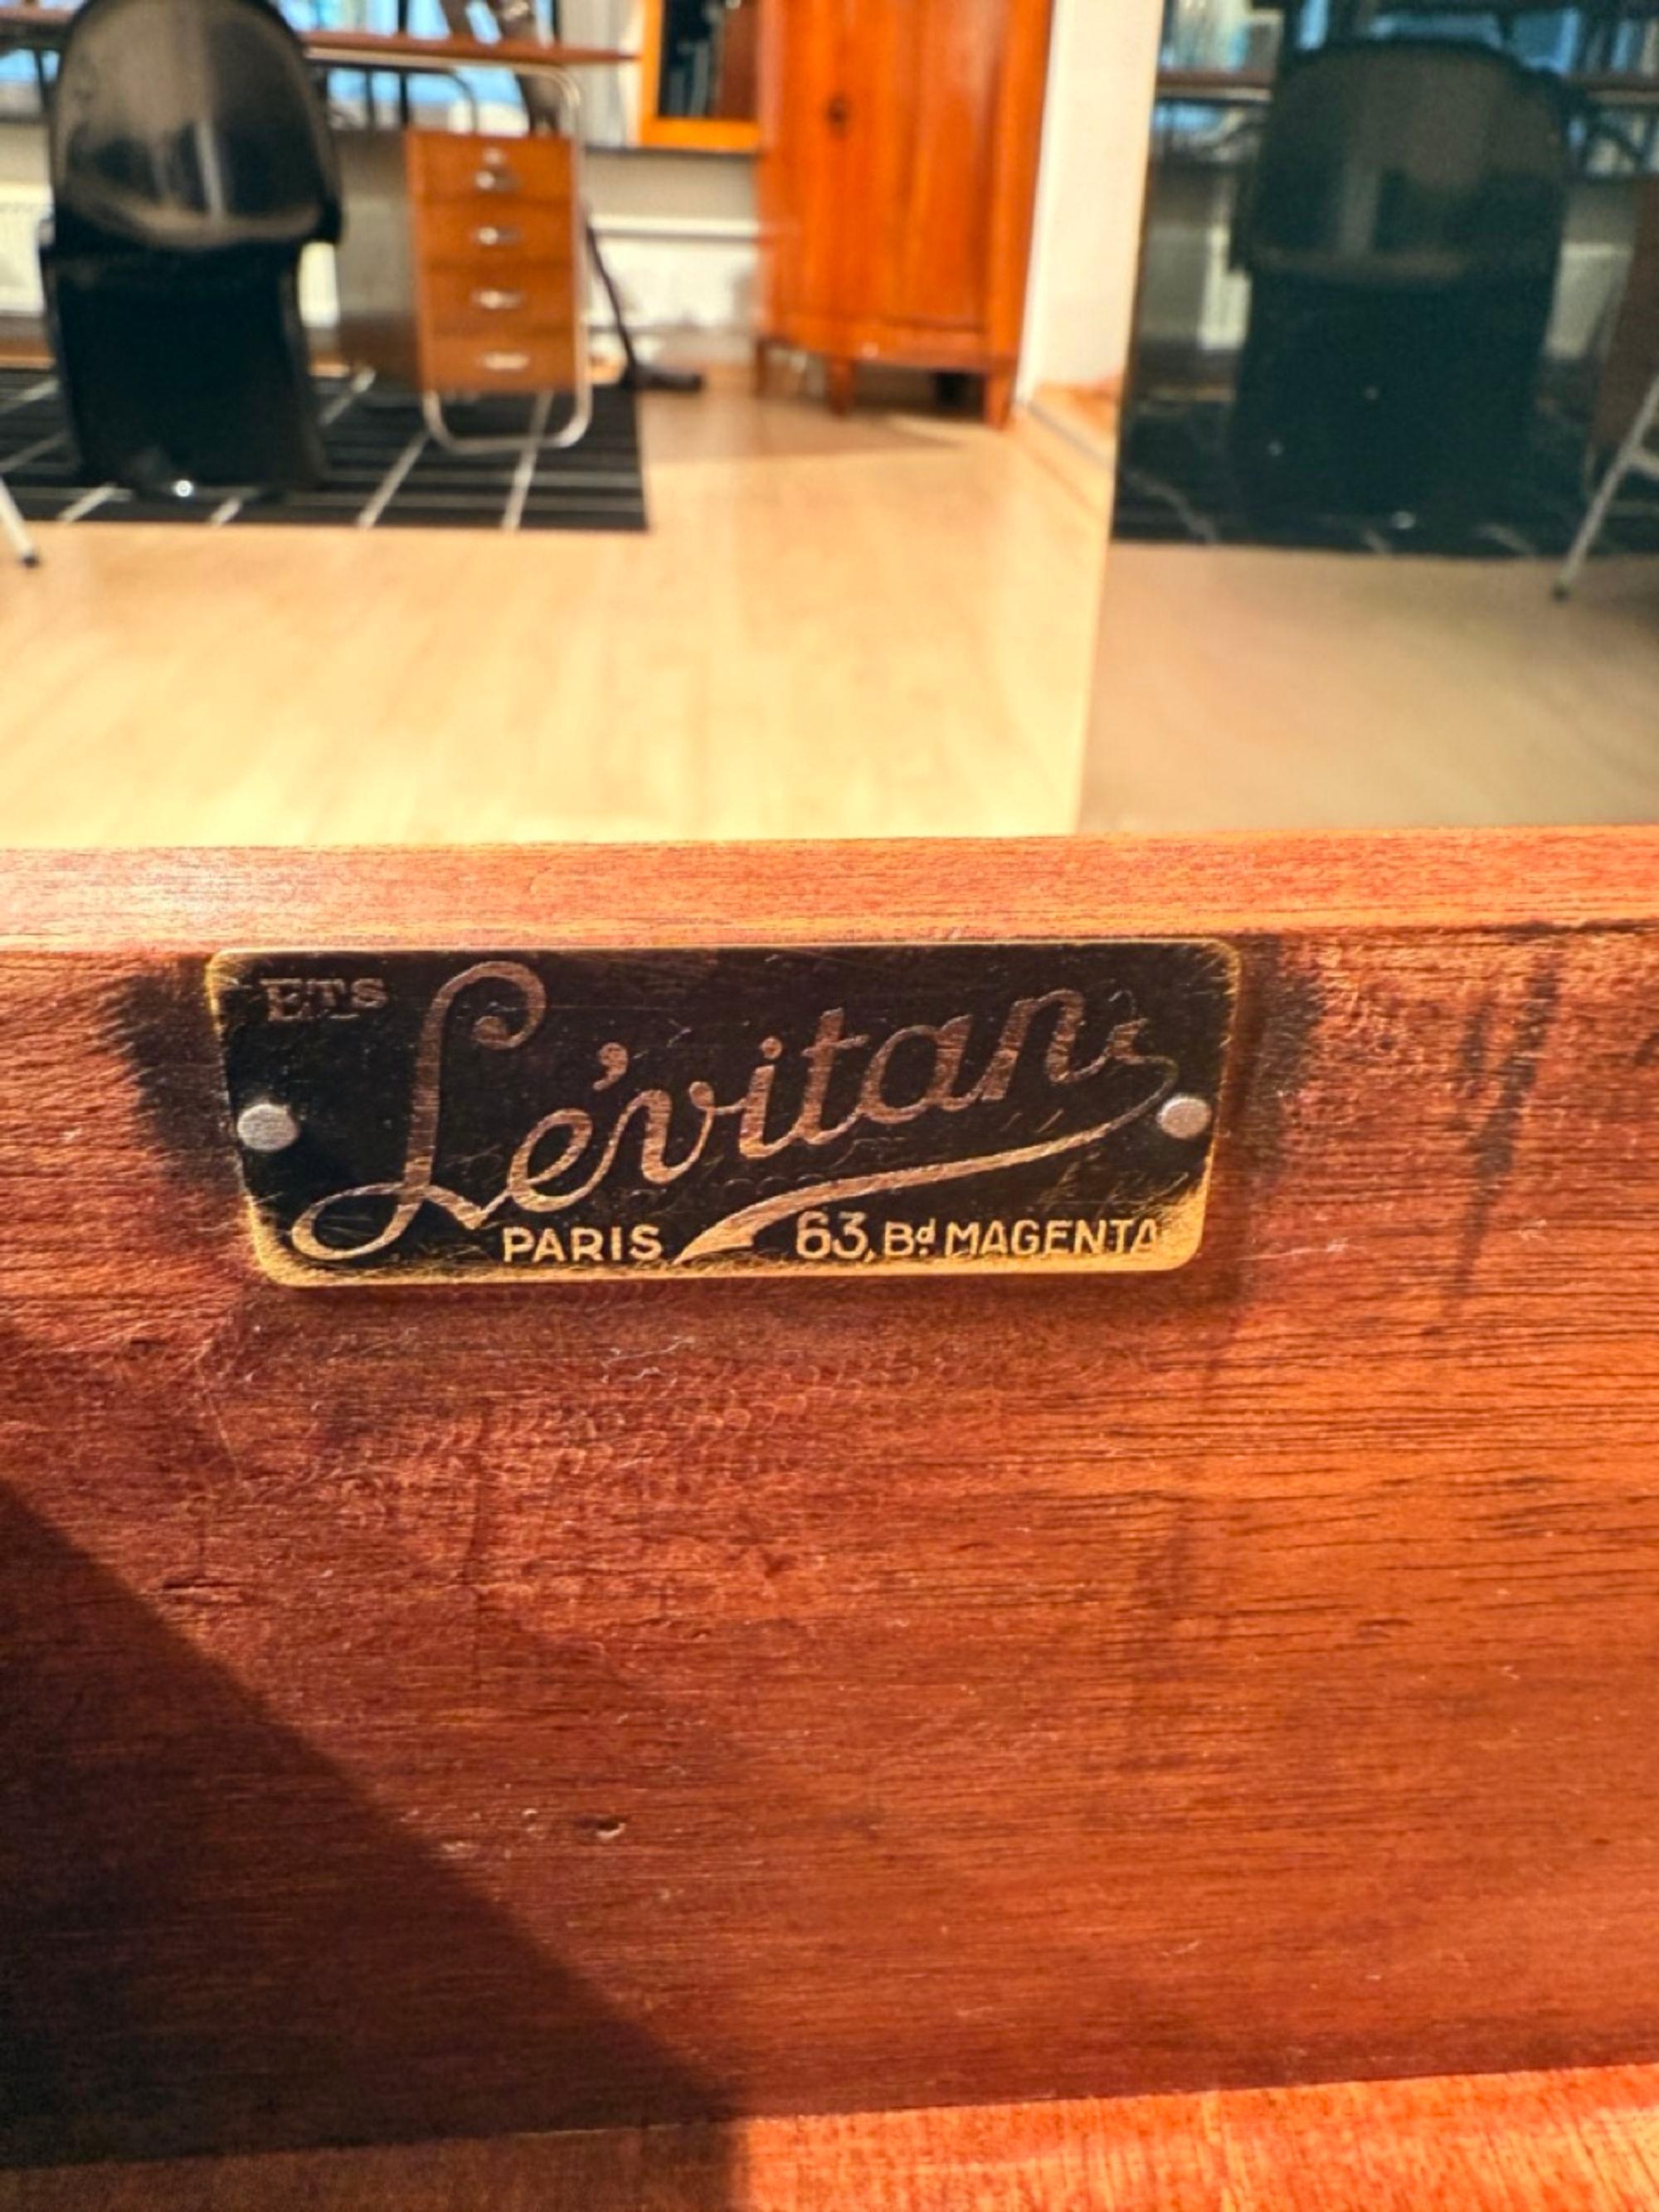 ETS
Lévitan
PARIS 63, Bd MAGENTA